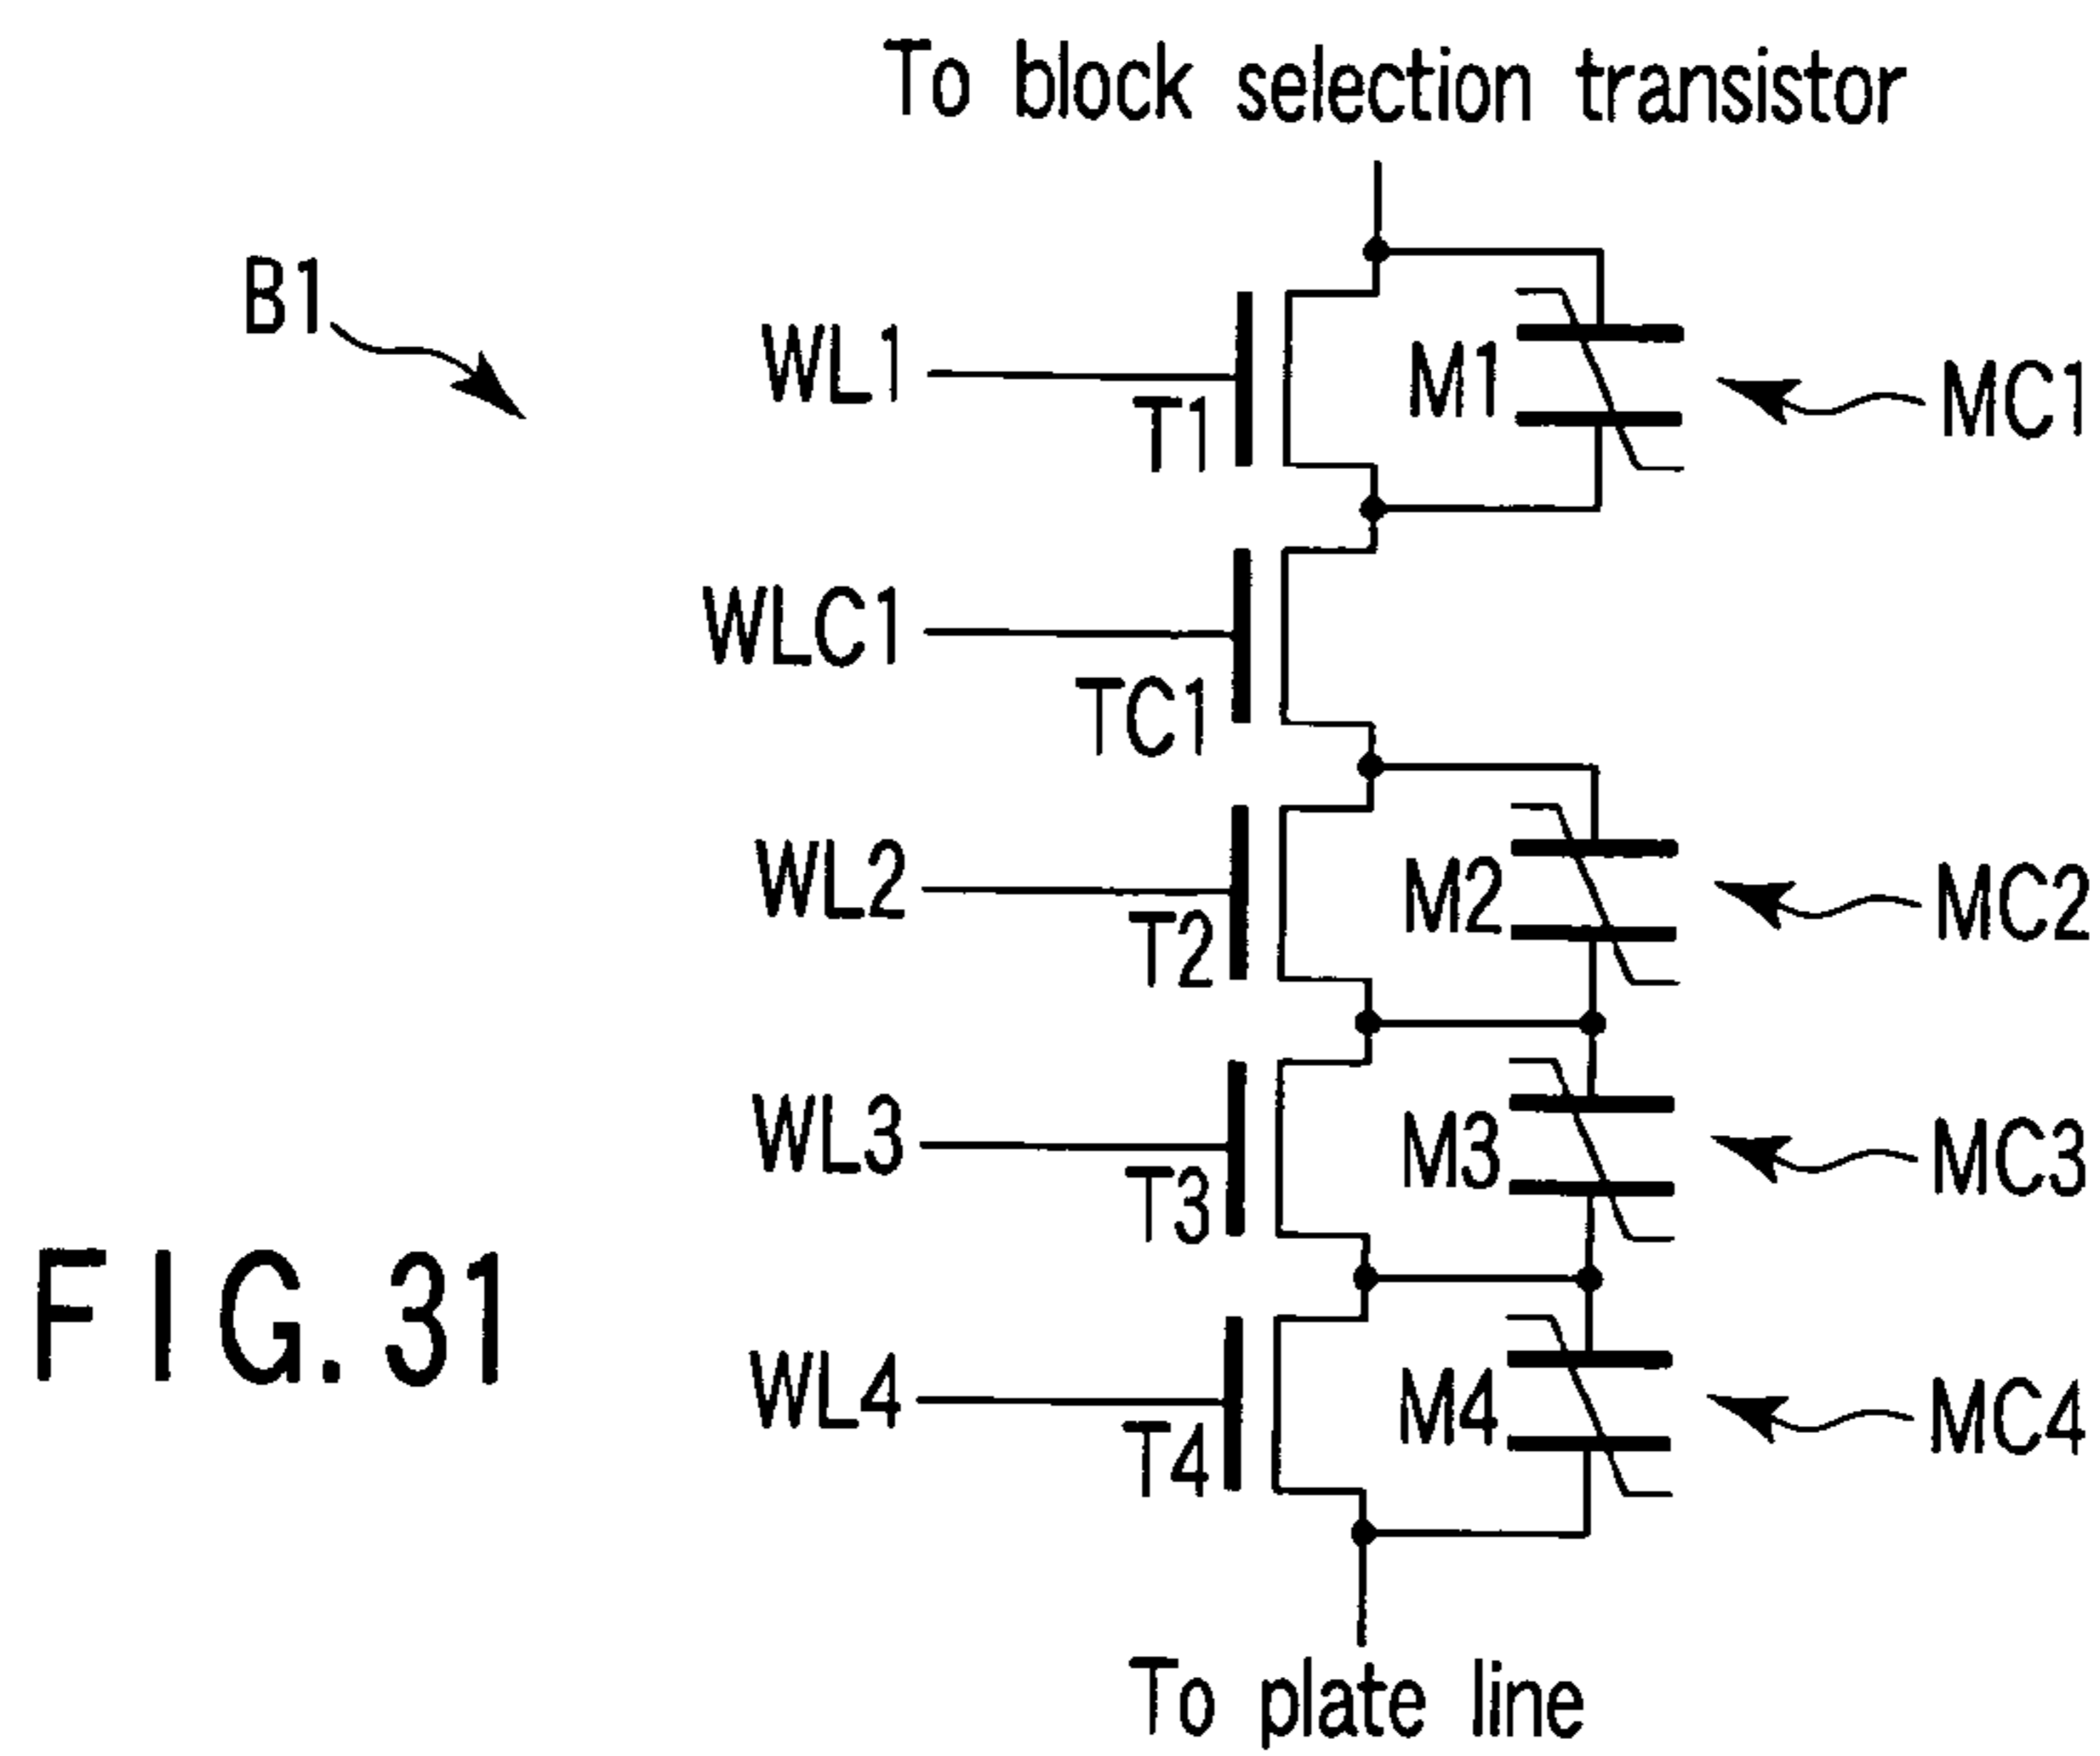 To block selection transistor
B1
WL1
T1
M1
MC1
WLC1
TC1
WL2
T2
M2
MC2
WL3
T3
M3
MC3
FIG. 31
WL4
T4
M4
MC4
To plate line